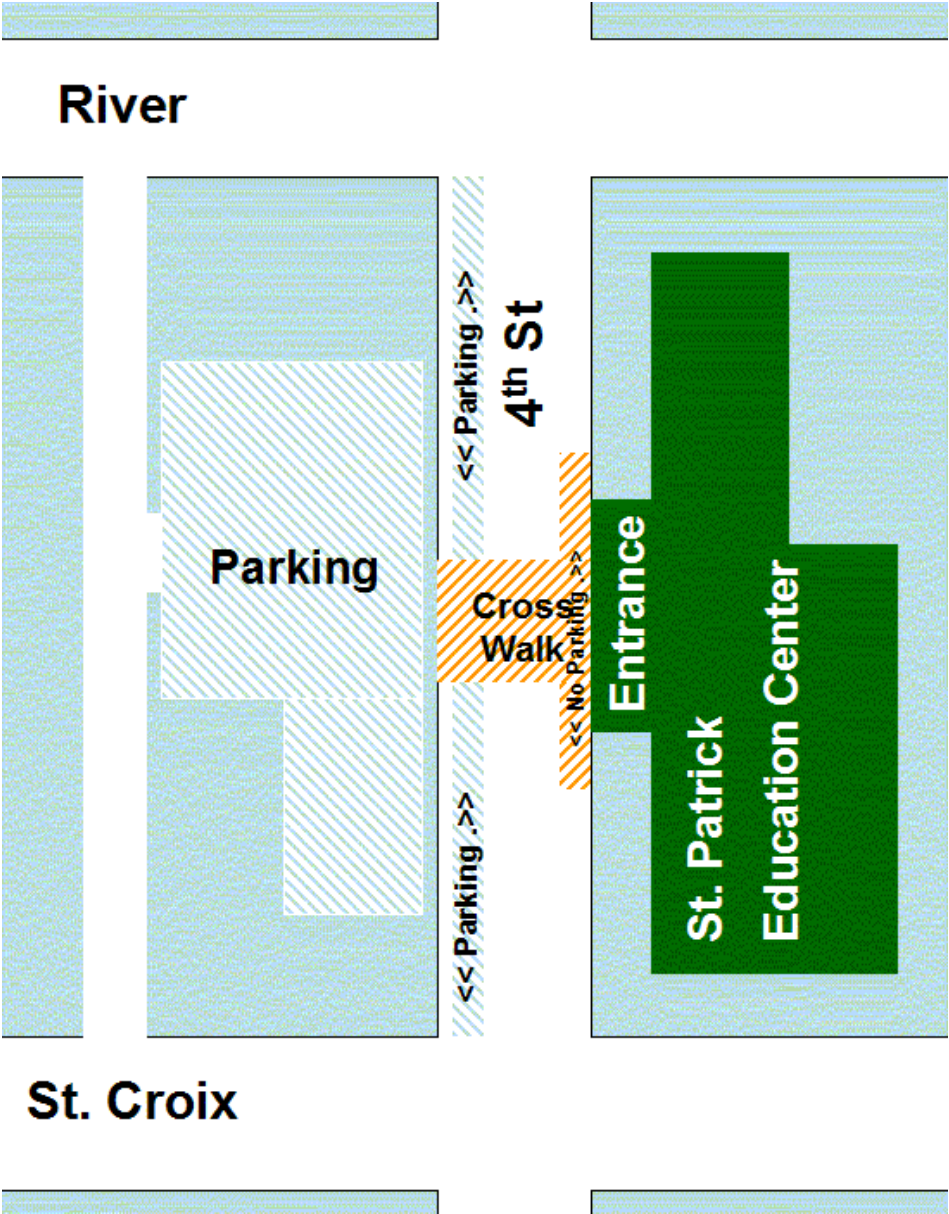 River
<< Parking .>>
4th St
Parking
Cross
Walk
<< No Parking .>>
Entrance
St. Patrick
Education Center
<< Parking .>>
St. Croix